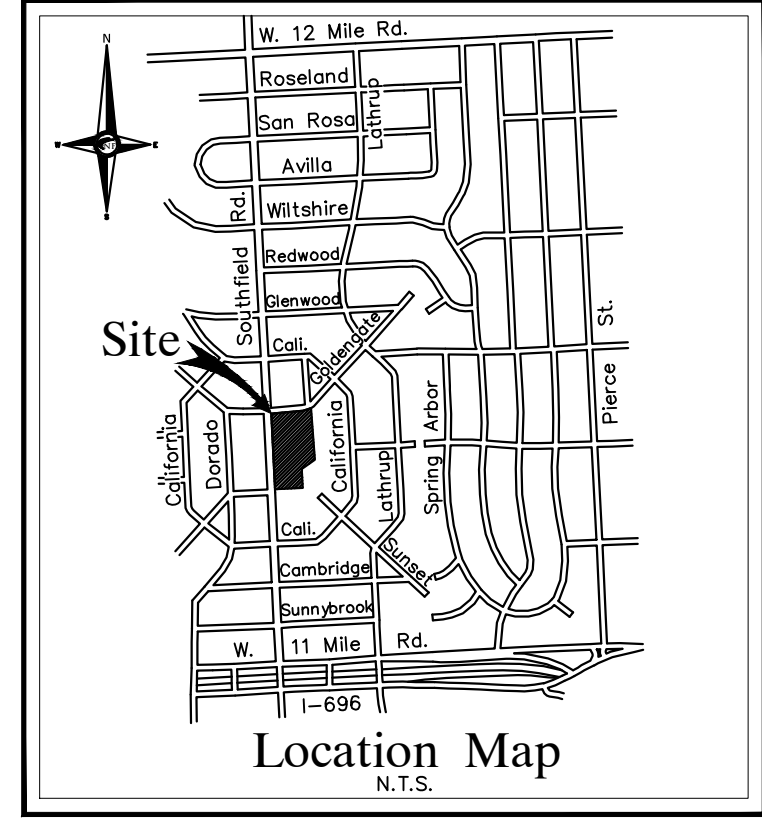 N
W. 12 Mile Rd.
Roseland
Lathrup
San Rosa
W
NF
E
Avilla
S
Rd.
Wiltshire
Southfield
Redwood
Glenwood
St.
Site
Cali.
Goldengate
Pierce
California
Dorado
California
Lathrup
Spring Arbor
Cali.
Sunset
Cambridge
Sunnybrook
W. 11 Mile Rd.
I-696
Location Map
N.T.S.